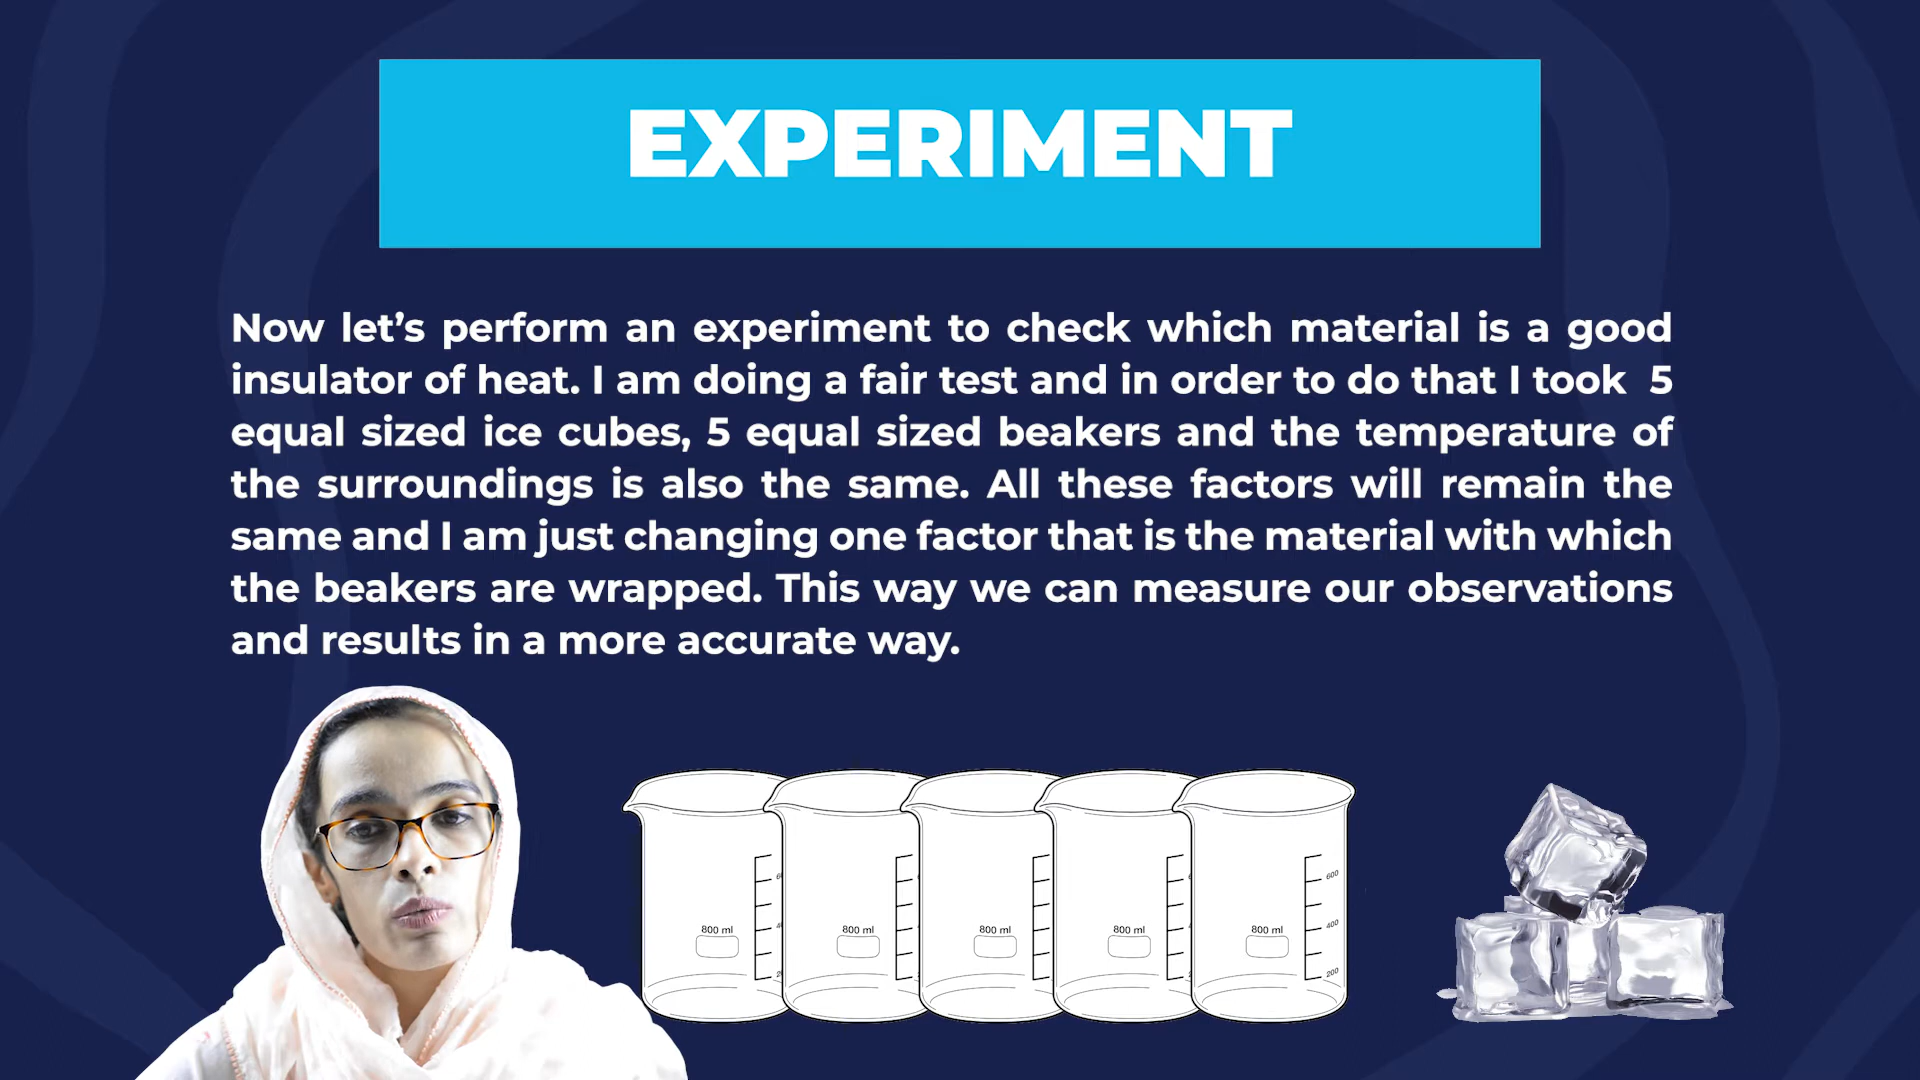 EXPERIMENT
Now let’s perform an experiment to check which material is a good
insulator of heat. I am doing a fair test and in order to do that I took 5
equal sized ice cubes, 5 equal sized beakers and the temperature of
the surroundings is also the same. All these factors will remain the
same and I am just changing one factor that is the material with which
the beakers are wrapped. This way we can measure our observations
and results in a more accurate way.
600
400
200
800 ml 800 ml 800 ml 800 ml 800 ml